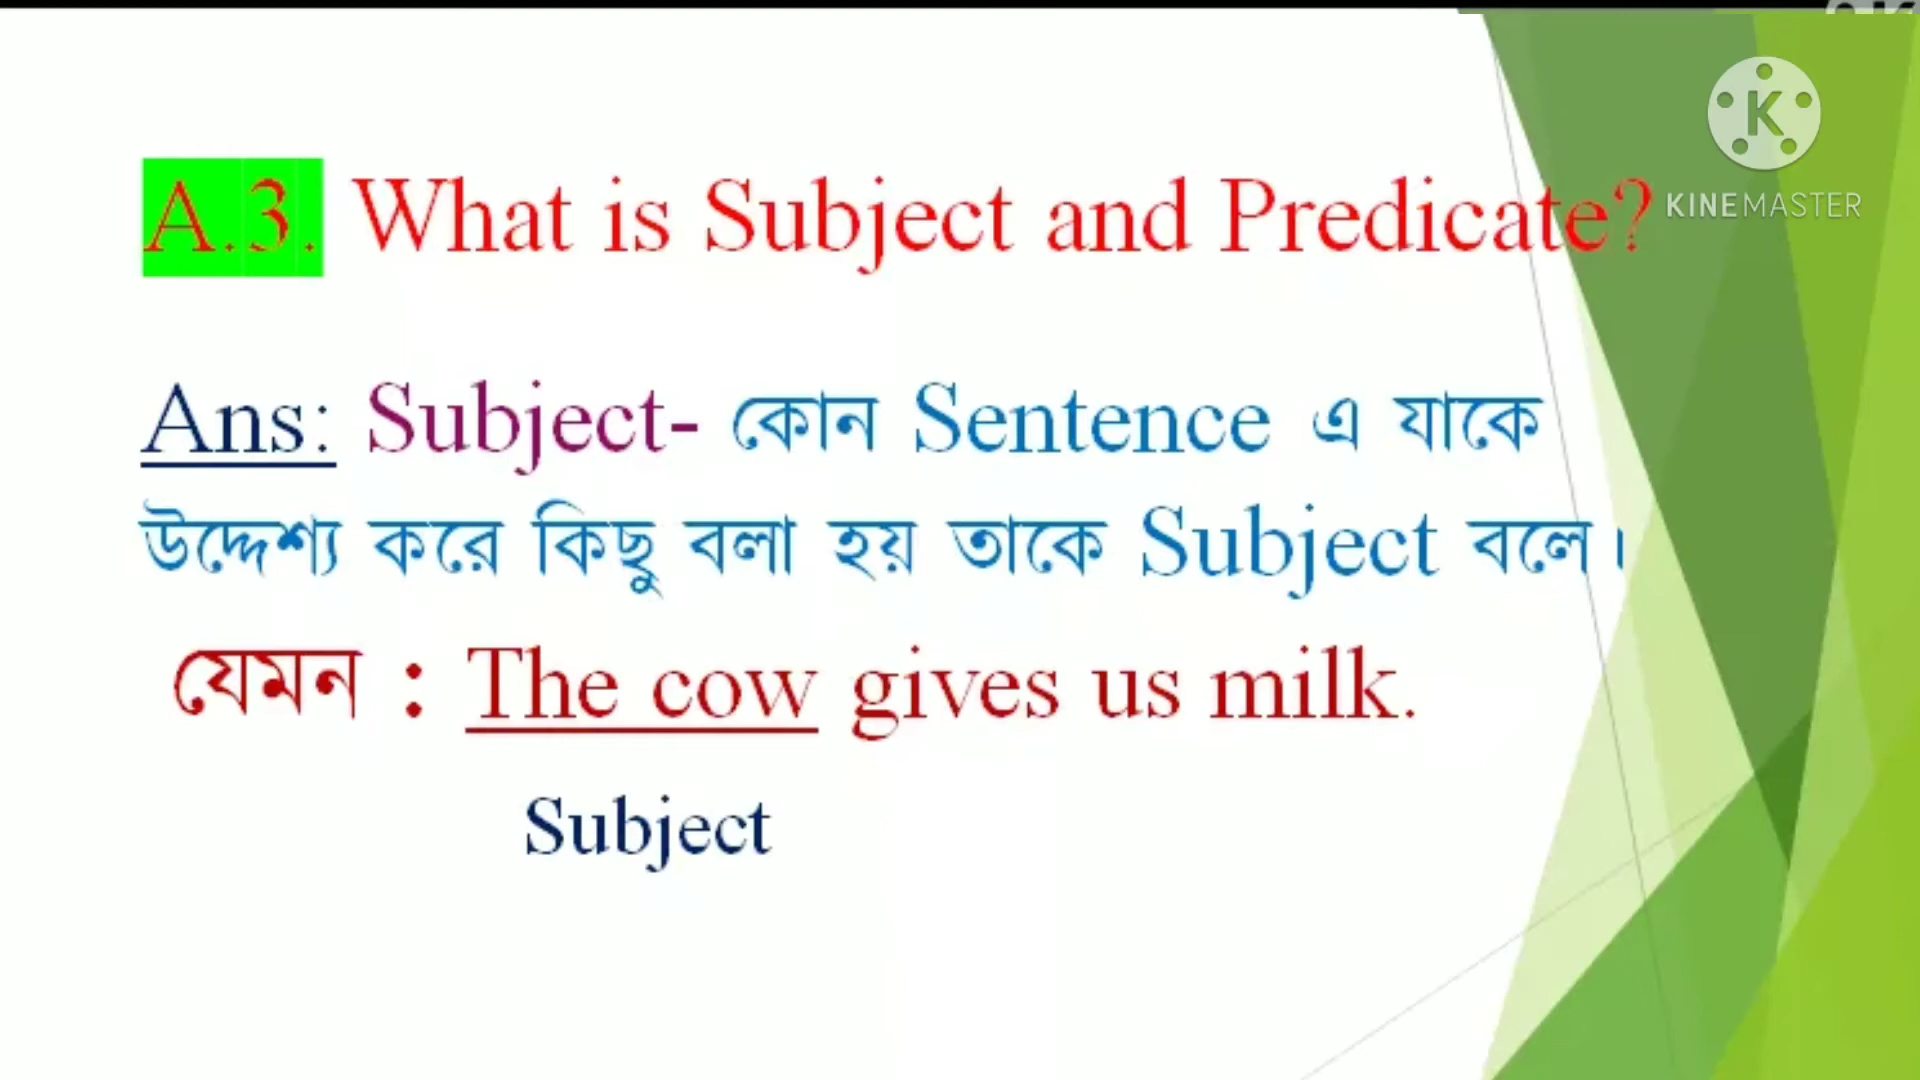 KINEMASTER
A.3. What is Subject and Predicate?
Ans: Subject- কোন Sentence এ যাকে
উদ্দেশ্য করে কিছু বলা হয় তাকে Subject বলে।
যেমন : The cow gives us milk.
Subject